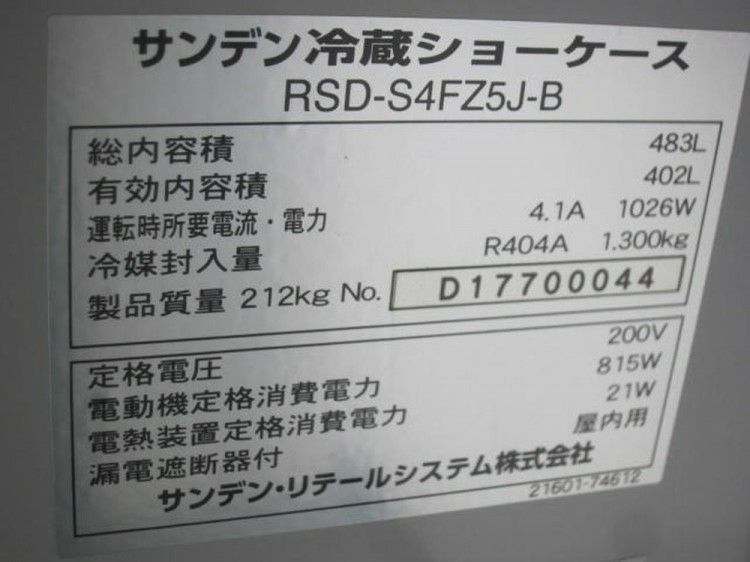 サンデン冷蔵ショーケース
RSD-S4FZ5J-B
総内容積 483L
有効内容積 402L
運転時所要電流・電力 4.1A 1026W
冷媒封入量 R404A 1.300kg
製品質量 212kg No. D17700044
定格電圧 200V
電動機定格消費電力 815W
電熱装置定格消費電力 21W
漏電遮断器付 屋内用
サンデン・リテールシステム株式会社
21601-74612